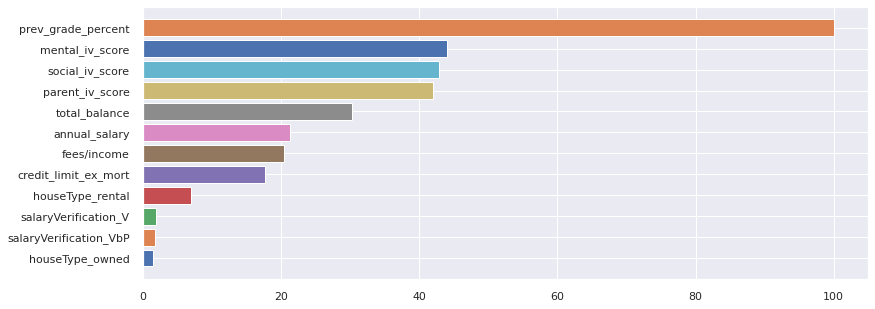 prev_grade_percent
mental_iv_score
social_iv_score
parent_iv_score
total_balance
annual_salary
fees/income
credit_limit_ex_mort
houseType_rental
salaryVerification_V
salaryVerification_VbP
houseType_owned
0 20 40 60 80 100